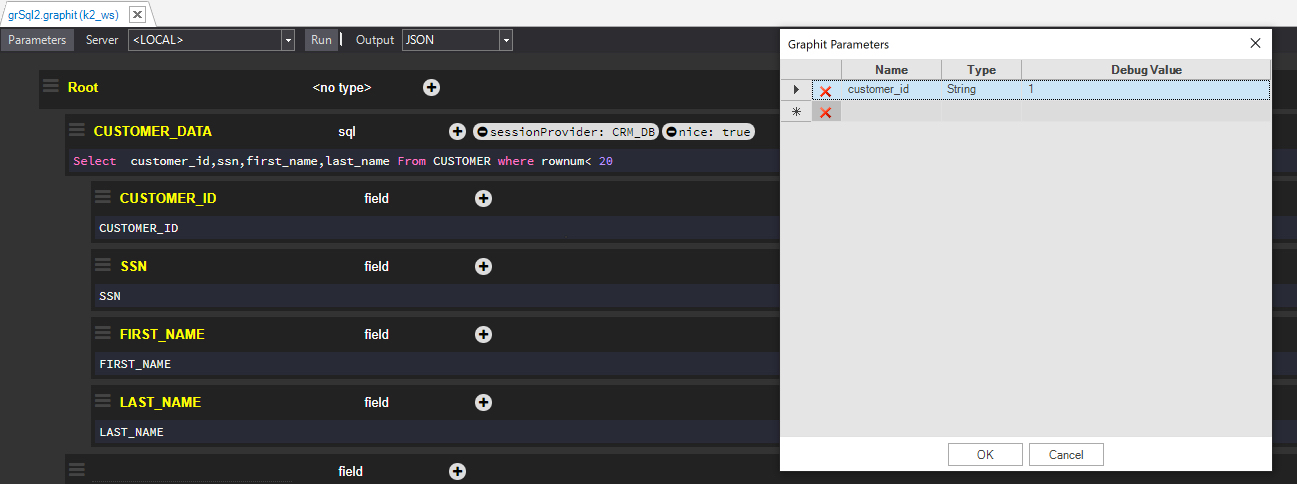 grSql2.graphit (k2_ws)
Parameters Server <LOCAL> Run Output JSON
Root <no type>
CUSTOMER_DATA sql sessionProvider: CRM_DB nice: true
Select customer_id,ssn,first_name,last_name From CUSTOMER where rownum< 20
CUSTOMER_ID field
CUSTOMER_ID
SSN field
SSN
FIRST_NAME field
FIRST_NAME
LAST_NAME field
LAST_NAME
field
Graphit Parameters
Name Type Debug Value
customer_id String 1
OK Cancel